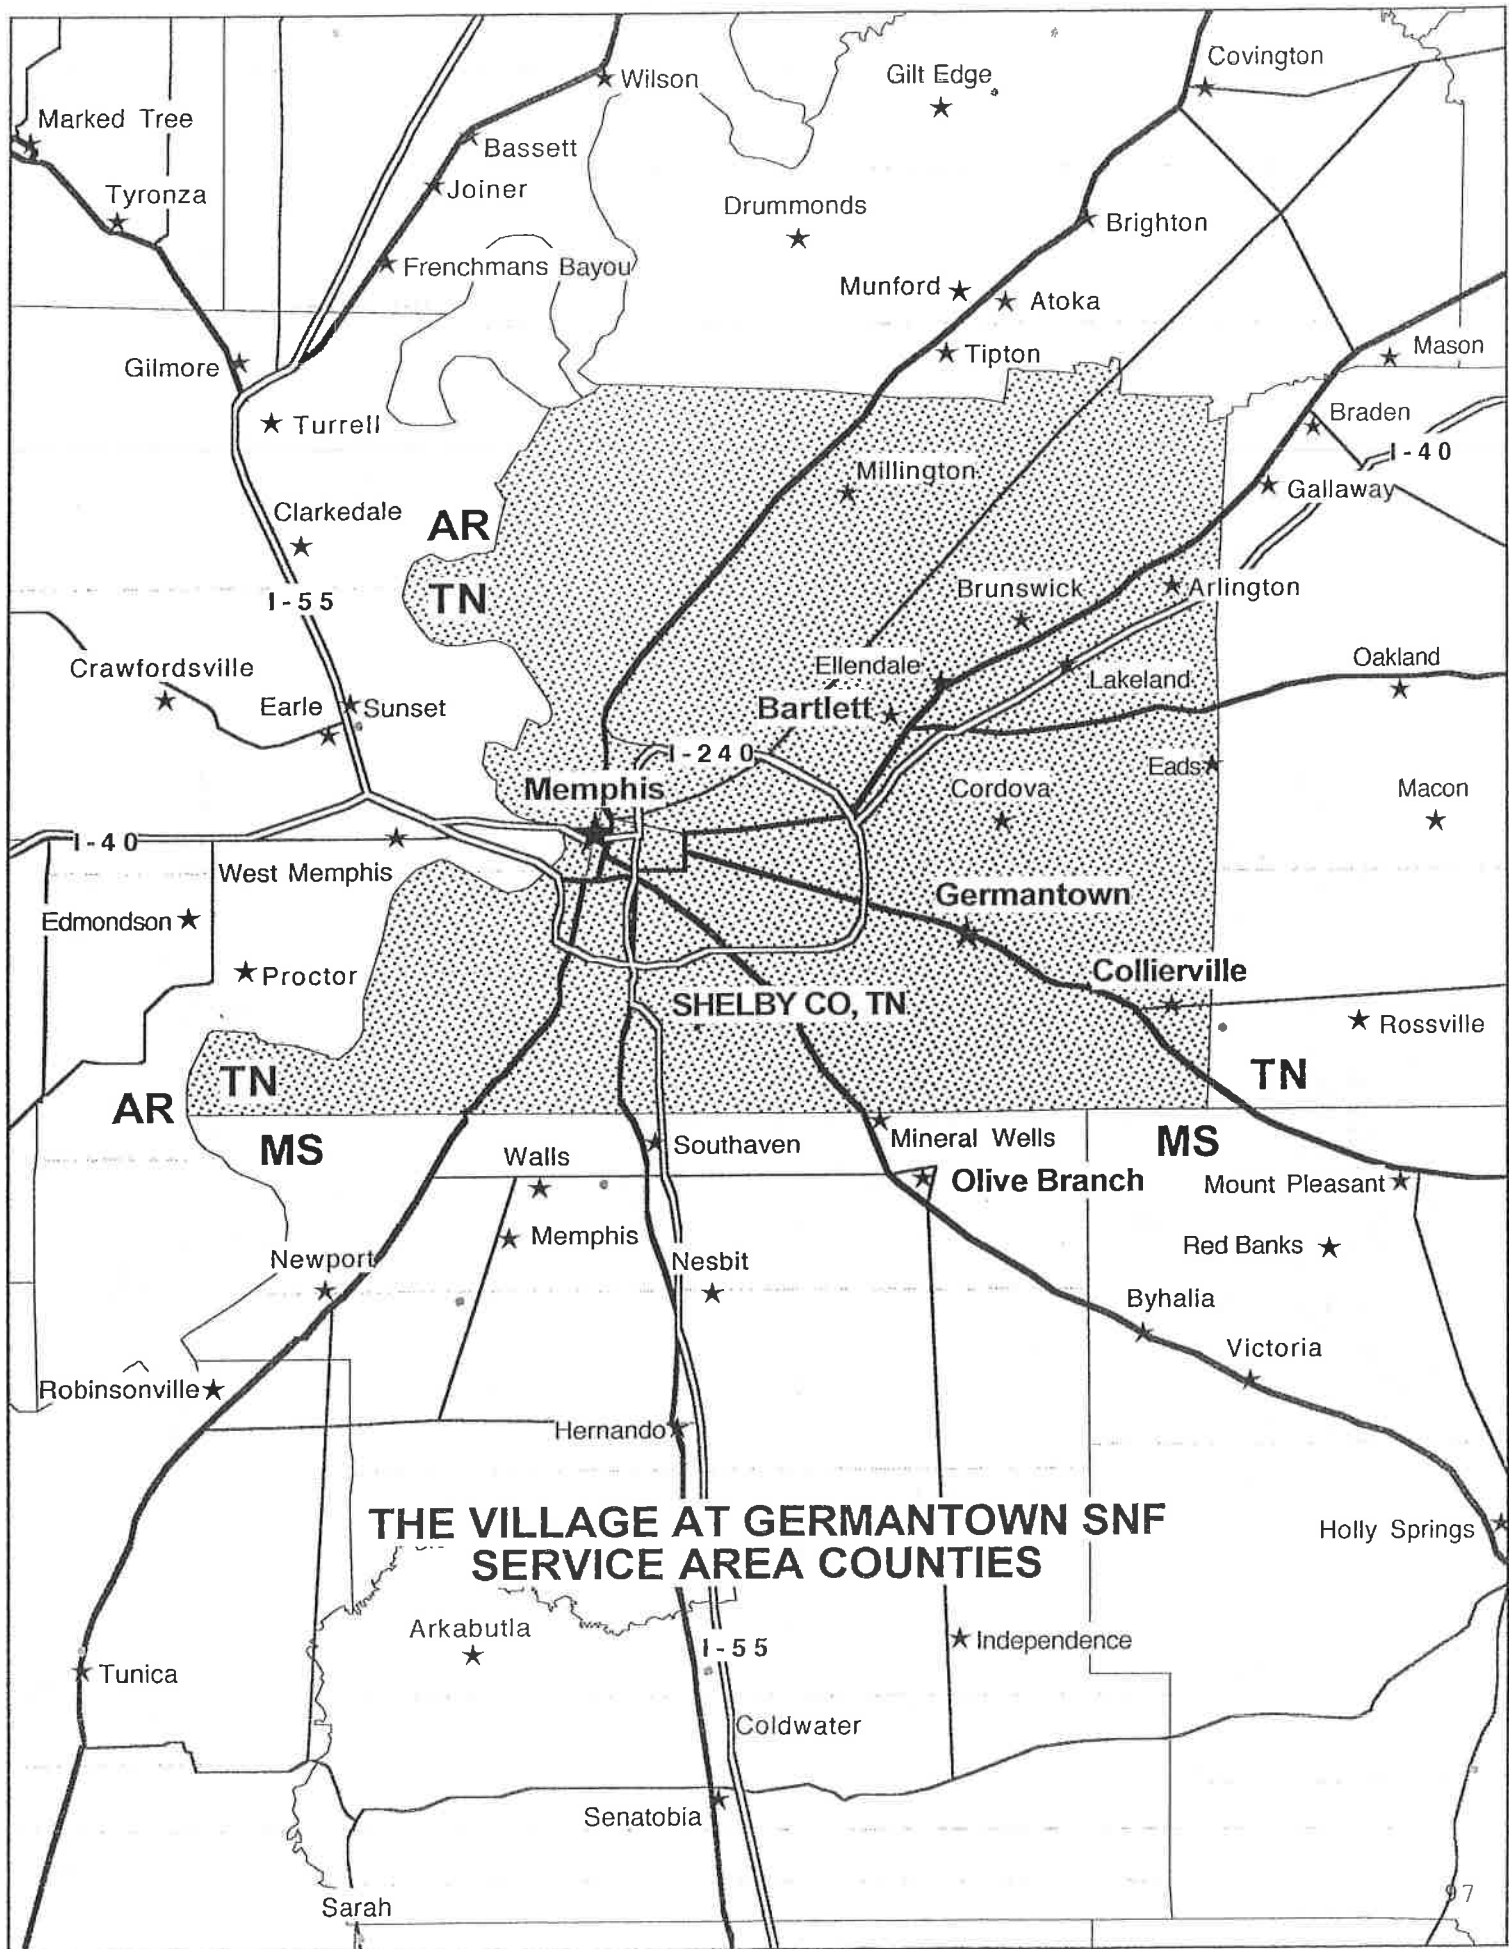 Covington
Gilt Edge
Wilson
Marked Tree
Bassett
Joiner
Tyronza
Drummonds
Brighton
Frenchmans Bayou
Munford
Atoka
Mason
Tipton
Gilmore
Braden
Turrell
I-40
Millington
Gallaway
Clarkedale
AR
Brunswick
Arlington
TN
I-55
Oakland
Crawfordsville
Ellendale
Lakeland
Earle
Sunset
Bartlett
I-240
Eads
Memphis
Cordova
Macon
I-40
West Memphis
Germantown
Edmondson
Collierville
Proctor
SHELBY CO, TN
Rossville
TN
TN
AR
MS
Southaven
Mineral Wells
MS
Walls
Olive Branch
Mount Pleasant
Memphis
Red Banks
Newport
Nesbit
Byhalia
Victoria
Robinsonville
Hernando
THE VILLAGE AT GERMANTOWN SNF
SERVICE AREA COUNTIES
Holly Springs
Arkabutla
Independence
I-55
Tunica
Coldwater
Senatobia
97
Sarah